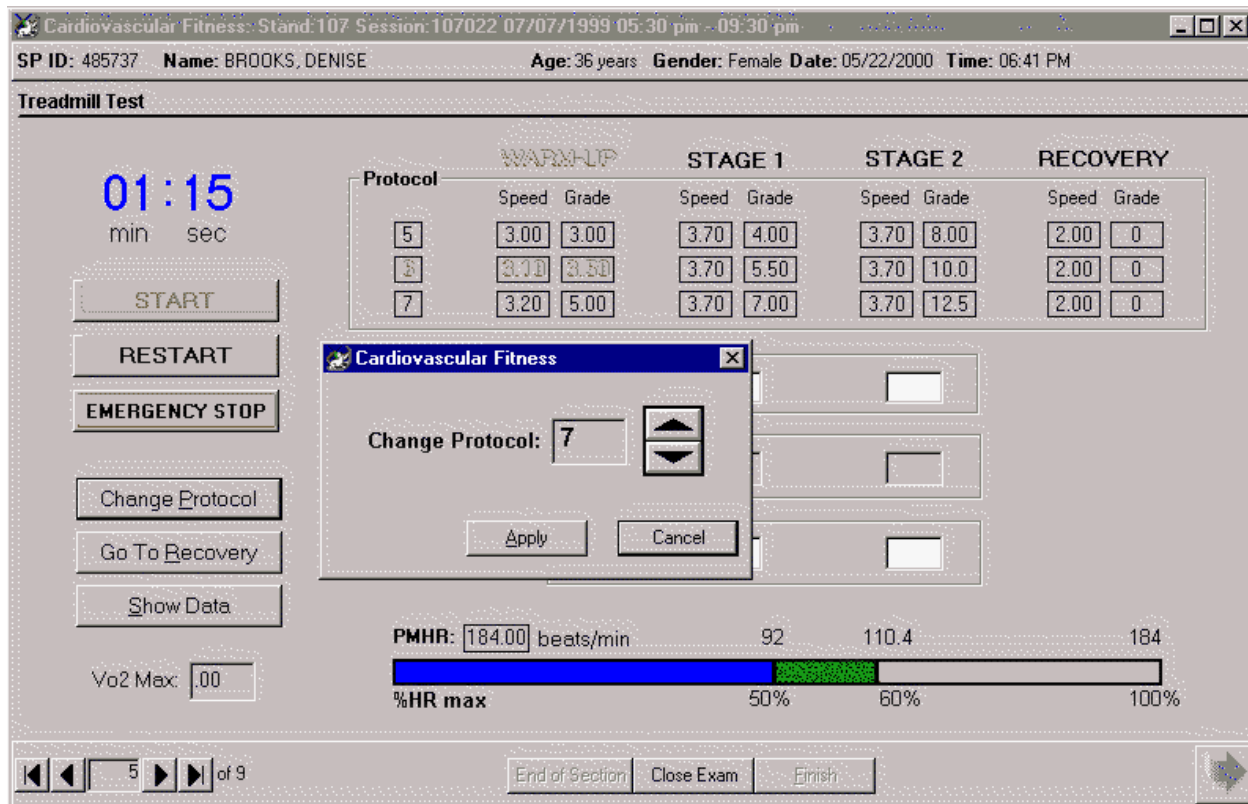 Cardiovascular Fitness: Stand:107 Session:107022 07/07/1999 05:30 pm - 09:30 pm
SP ID: 485737 Name: BROOKS, DENISE Age: 36 years Gender: Female Date: 05/22/2000 Time: 06:41 PM
Treadmill Test
WARM-UP STAGE 1 STAGE 2 RECOVERY
Protocol
01:15
min sec
Speed Grade Speed Grade Speed Grade Speed Grade
5 3.00 3.00 3.70 4.00 3.70 8.00 2.00 0
6 3.10 3.50 3.70 5.50 3.70 10.0 2.00 0
7 3.20 5.00 3.70 7.00 3.70 12.5 2.00 0
START
RESTART
EMERGENCY STOP
Change Protocol
Go To Recovery
Show Data
Vo2 Max: .00
Cardiovascular Fitness
Change Protocol: 7
Apply Cancel
PMHR: 184.00 beats/min 92 110.4 184
%HR max 50% 60% 100%
5 of 9
End of Section Close Exam Finish